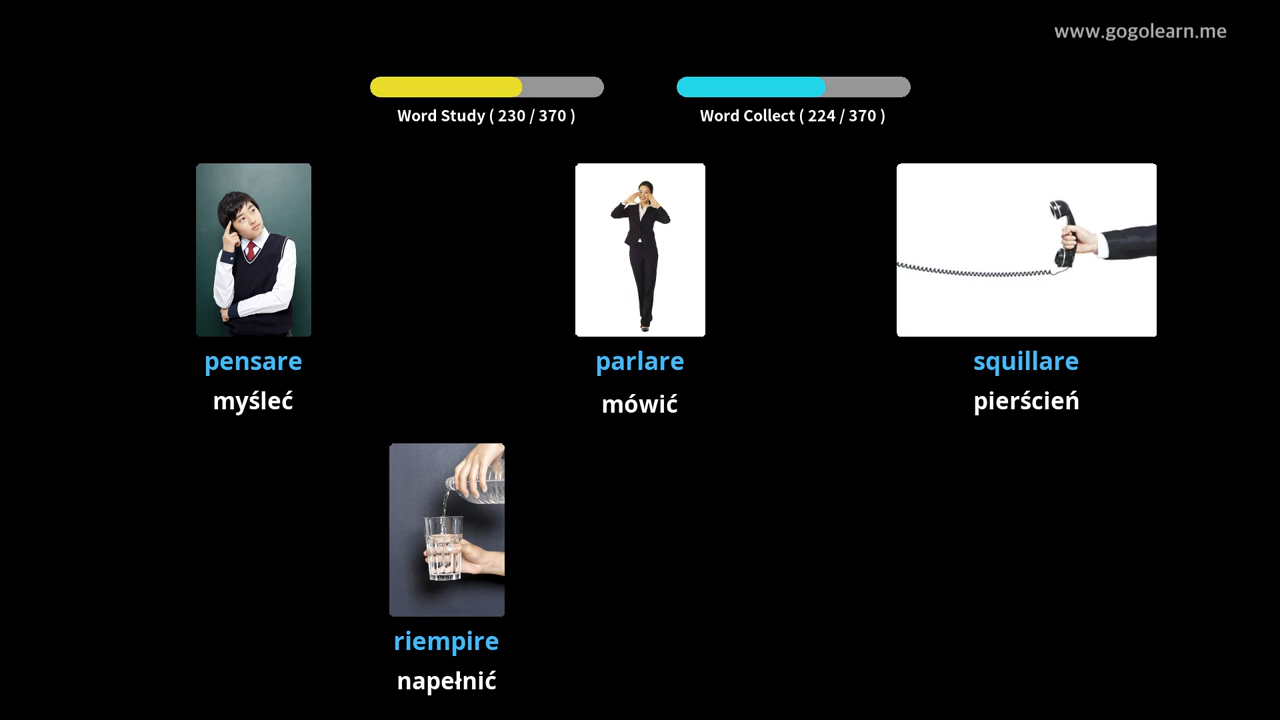 www.gogolearn.me
Word Study ( 230 / 370 )
Word Collect ( 224 / 370 )
pensare
myśleć
parlare
mówić
squillare
pierścień
riempire
napełnić